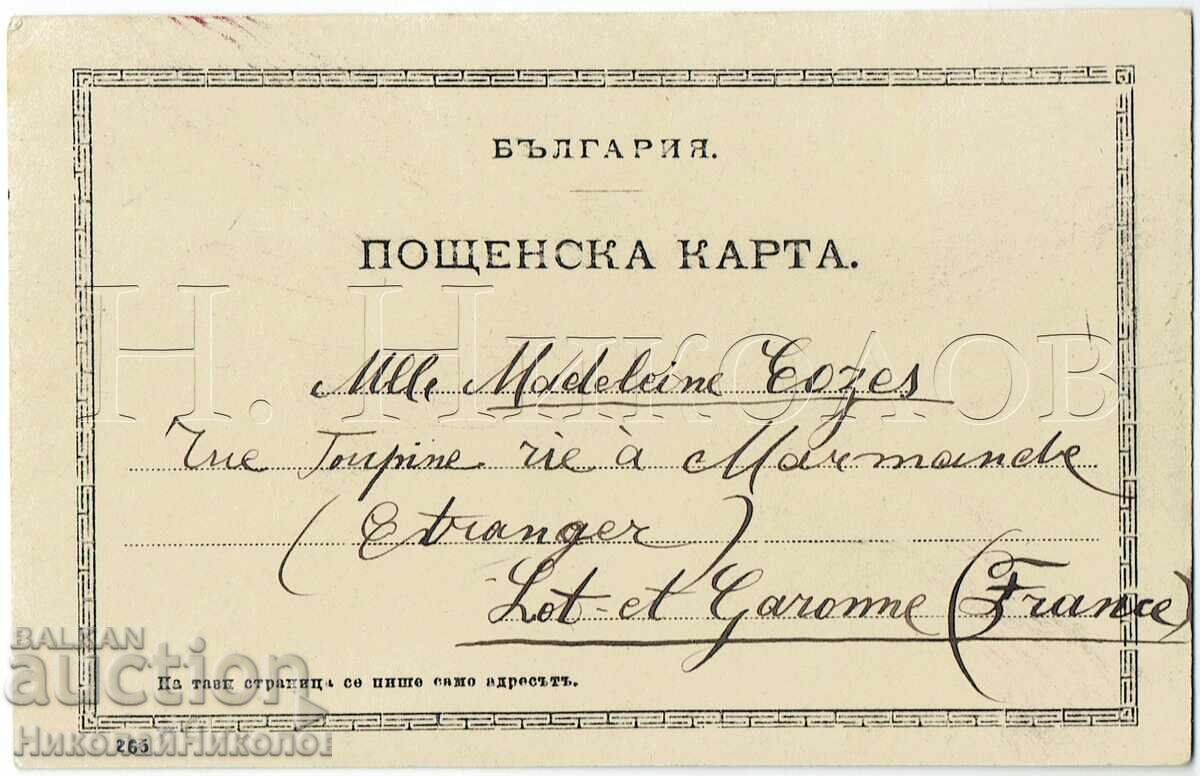 БЪЛГАРИЯ.
ПОЩЕНСКА КАРТА.
Н. Николов
Mlle Madeleine Cozes
rue Toupine rie à Marmande
(Etranger)
Lot-et Garonne (France)
BALKAN
auction
На тази страница се пише само адресътъ.
НиколайНиколов
265